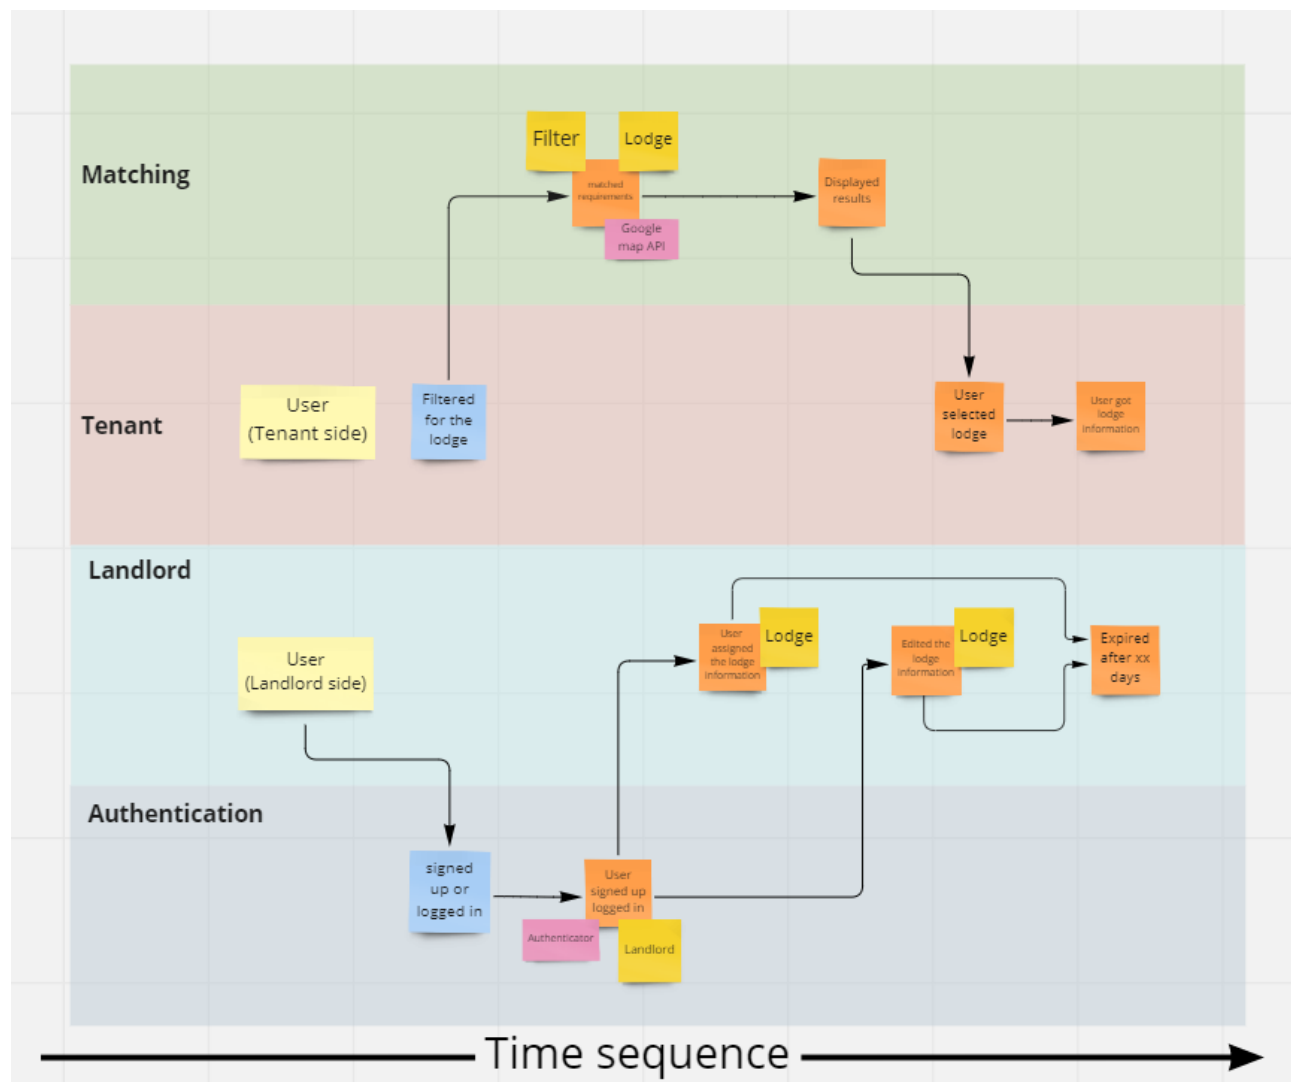 Matching
Filter
Lodge
matched
requirements
Google
map API
Displayed
results
Tenant
User
(Tenant side)
Filtered
for the
lodge
User
selected
lodge
User got
lodge
information
Landlord
User
(Landlord side)
User
assigned
the lodge
information
Lodge
Edited the
lodge
information
Lodge
Expired
after xx
days
Authentication
signed
up or
logged in
User
signed up
logged in
Authenticator
Landlord
Time sequence